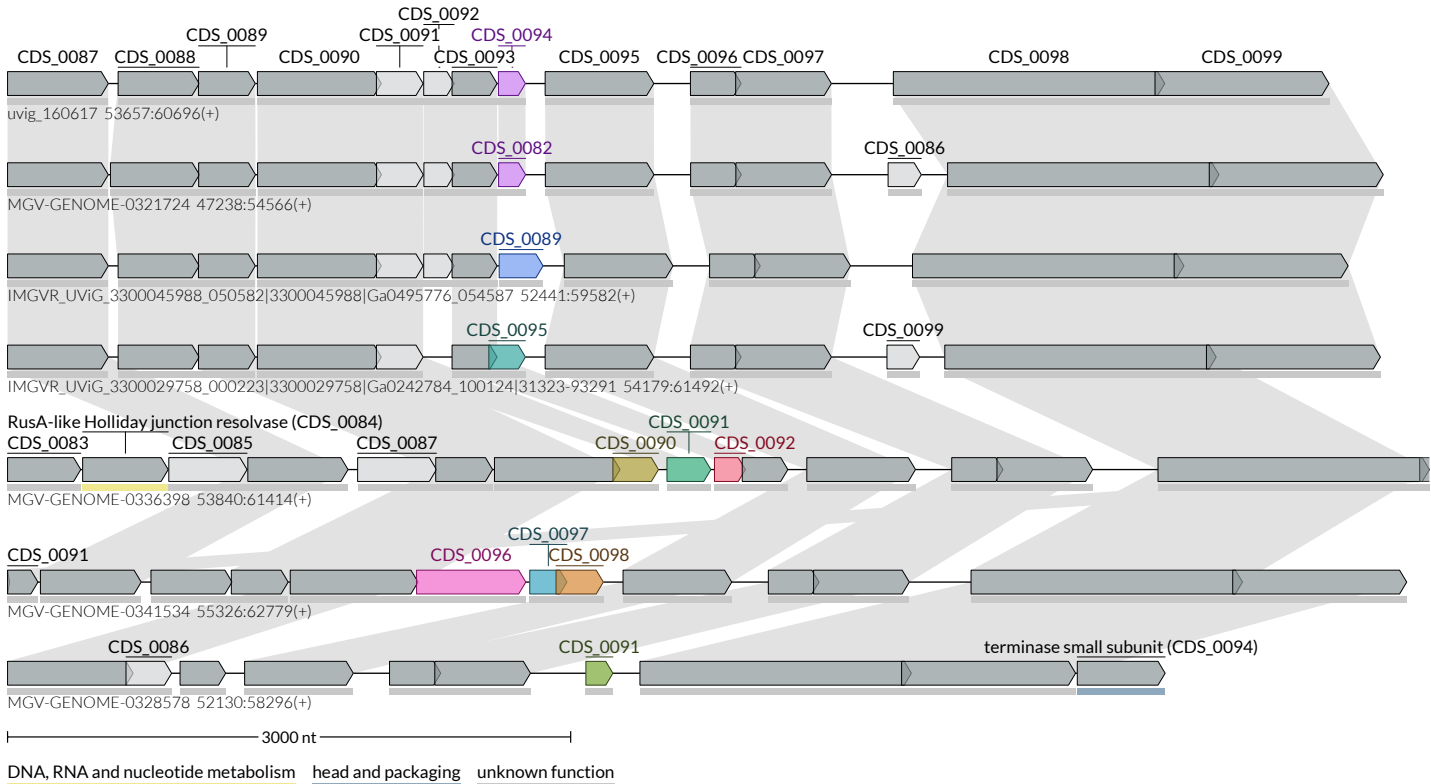 CDS_0092
CDS_0089 CDS_0091 CDS_0094
CDS_0087 CDS_0088 CDS_0090 CDS_0093 CDS_0095 CDS_0096 CDS_0097 CDS_0098 CDS_0099
uvig_160617 53657:60696(+)
CDS_0082 CDS_0086
MGV-GENOME-0321724 47238:54566(+)
CDS_0089
IMGVR_UViG_3300045988_050582|3300045988|Ga0495776_054587 52441:59582(+)
CDS_0095 CDS_0099
IMGVR_UViG_3300029758_000223|3300029758|Ga0242784_100124|31323-93291 54179:61492(+)
RusA-like Holliday junction resolvase (CDS_0084) CDS_0091
CDS_0083 CDS_0085 CDS_0087 CDS_0090 CDS_0092
MGV-GENOME-0336398 53840:61414(+)
CDS_0097
CDS_0091 CDS_0096 CDS_0098
MGV-GENOME-0341534 55326:62779(+)
CDS_0086 CDS_0091 terminase small subunit (CDS_0094)
MGV-GENOME-0328578 52130:58296(+)
3000 nt
DNA, RNA and nucleotide metabolism head and packaging unknown function